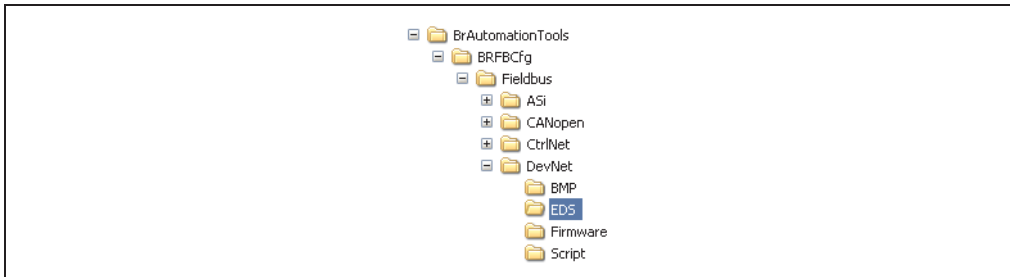 BrAutomationTools
BRFBCfg
Fieldbus
ASi
CANopen
CtrlNet
DevNet
BMP
EDS
Firmware
Script